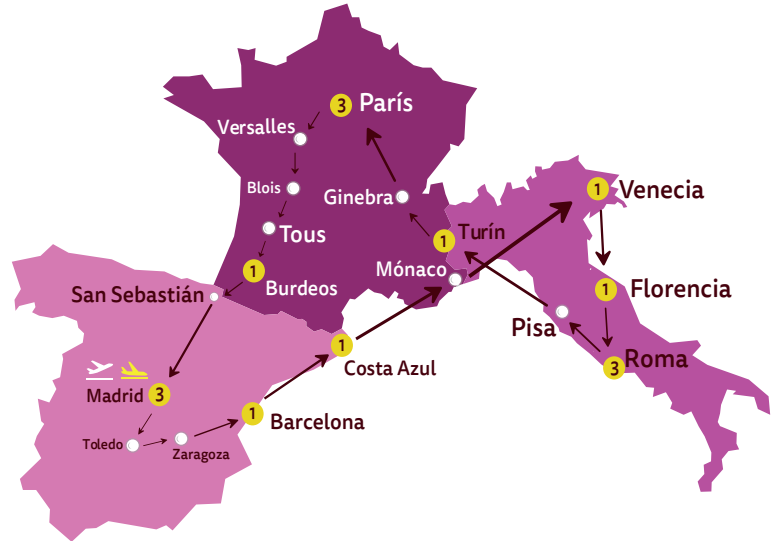 3 París
Versalles
Blois
Ginebra
1 Venecia
Tous
1 Turín
1
Burdeos
Mónaco
San Sebastián
1 Florencia
Pisa
1
Costa Azul
3 Roma
Madrid 3
1 Barcelona
Toledo
Zaragoza